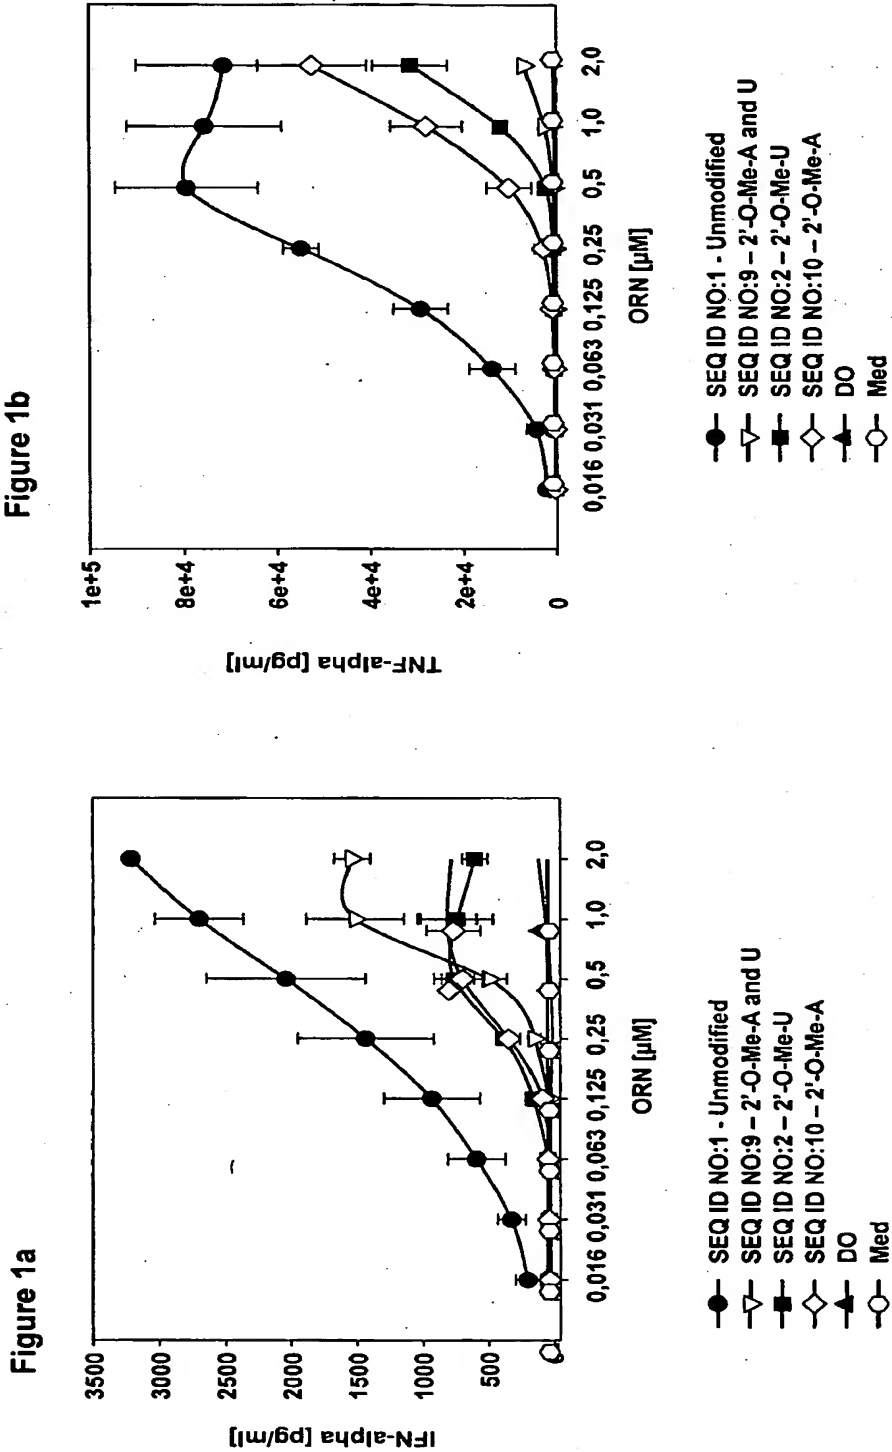 Figure 1a
IFN-alpha [pg/ml]
3500
3000
2500
2000
1500
1000
500
0
0,016 0,031 0,063 0,125 0,25 0,5 1,0 2,0
ORN [µM]
SEQ ID NO:1 - Unmodified
SEQ ID NO:9 – 2'-O-Me-A and U
SEQ ID NO:2 – 2'-O-Me-U
SEQ ID NO:10 – 2'-O-Me-A
DO
Med
Figure 1b
TNF-alpha [pg/ml]
1e+5
8e+4
6e+4
4e+4
2e+4
0
0,016 0,031 0,063 0,125 0,25 0,5 1,0 2,0
ORN [µM]
SEQ ID NO:1 - Unmodified
SEQ ID NO:9 – 2'-O-Me-A and U
SEQ ID NO:2 – 2'-O-Me-U
SEQ ID NO:10 – 2'-O-Me-A
DO
Med